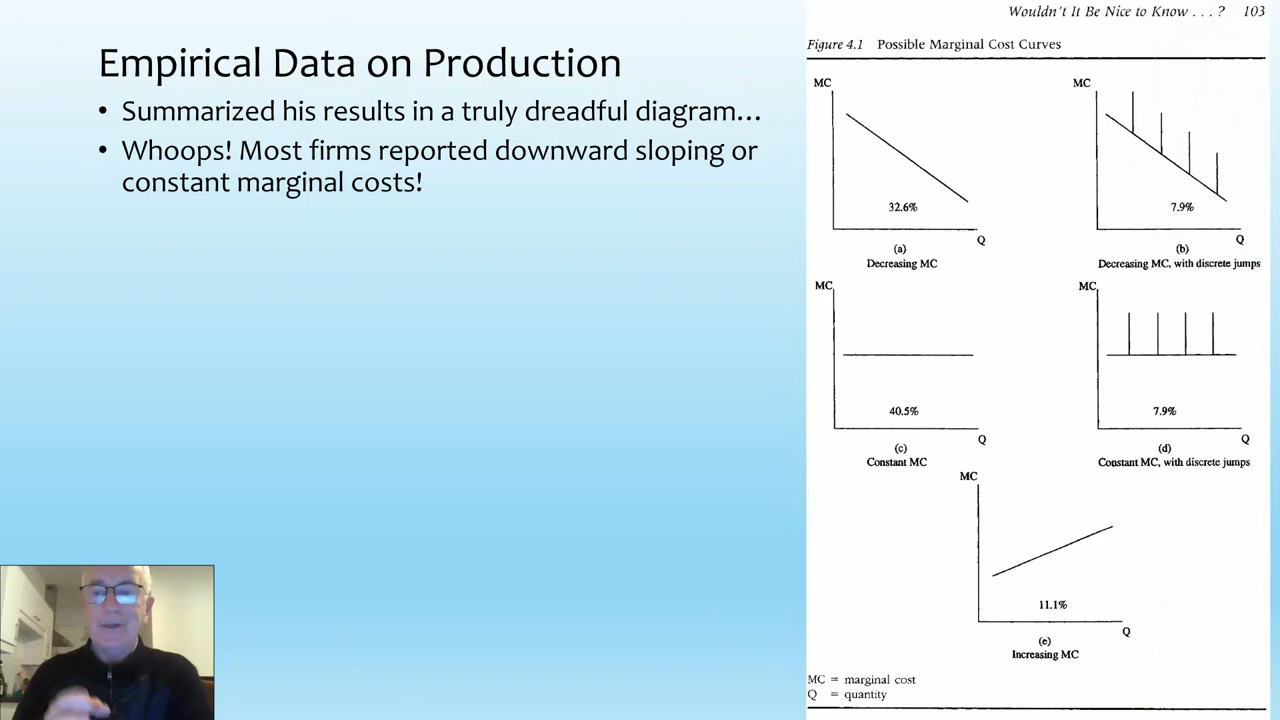 Empirical Data on Production
• Summarized his results in a truly dreadful diagram…
• Whoops! Most firms reported downward sloping or
constant marginal costs!
Wouldn't It Be Nice to Know . . . ? 103
Figure 4.1 Possible Marginal Cost Curves
MC
32.6%
Q
(a)
Decreasing MC
MC
7.9%
Q
(b)
Decreasing MC, with discrete jumps
MC
40.5%
Q
(c)
Constant MC
MC
7.9%
Q
(d)
Constant MC, with discrete jumps
MC
11.1%
Q
(e)
Increasing MC
MC = marginal cost
Q = quantity